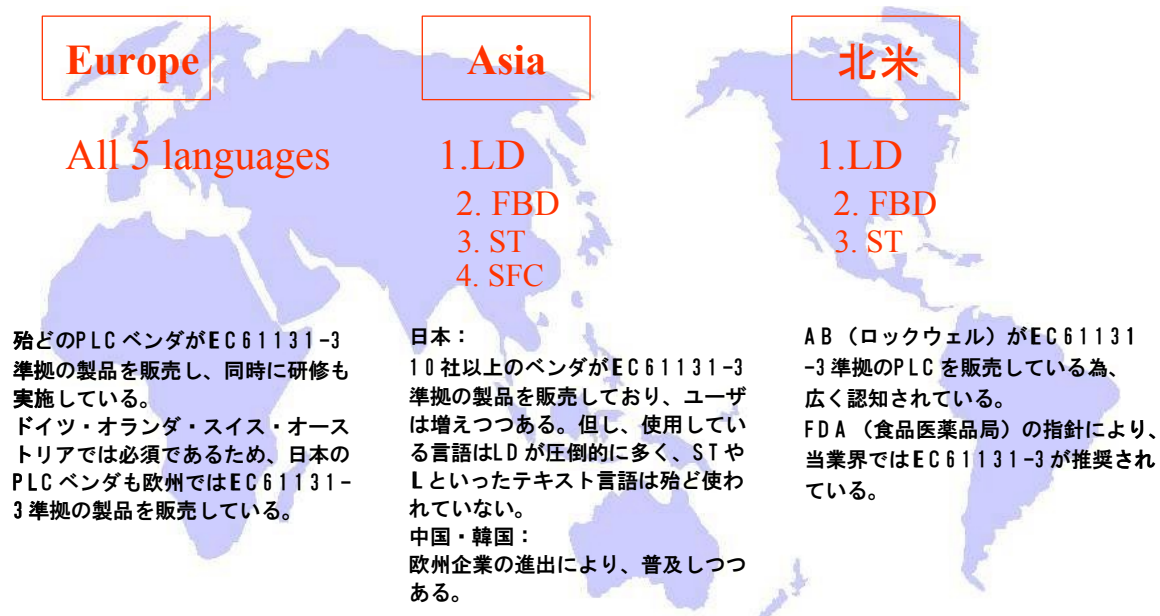 Europe
All 5 languages
殆どのPLCベンダがEC61131-3
準拠の製品を販売し、同時に研修も
実施している。
ドイツ・オランダ・スイス・オース
トリアでは必須であるため、日本の
PLCベンダも欧州ではEC61131-
3準拠の製品を販売している。
Asia
1.LD
2. FBD
3. ST
4. SFC
日本：
10社以上のベンダがEC61131-3
準拠の製品を販売しており、ユーザ
は増えつつある。但し、使用してい
る言語はLDが圧倒的に多く、STや
Lといったテキスト言語は殆ど使わ
れていない。
中国・韓国：
欧州企業の進出により、普及しつつ
ある。
北米
1.LD
2. FBD
3. ST
AB（ロックウェル）がEC61131
-3準拠のPLCを販売している為、
広く認知されている。
FDA（食品医薬品局）の指針により、
当業界ではEC61131-3が推奨され
ている。